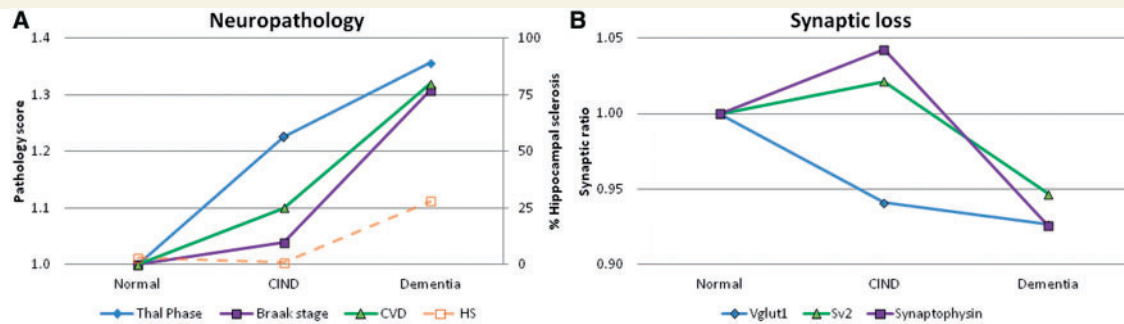 A
Neuropathology
1.4
1.3
1.2
1.1
1.0
Pathology score
100
75
50
25
0
% Hippocampal sclerosis
Normal
CIND
Dementia
Thal Phase
Braak stage
CVD
HS
B
Synaptic loss
1.05
1.00
0.95
0.90
Synaptic ratio
Normal
CIND
Dementia
Vglut1
Sv2
Synaptophysin